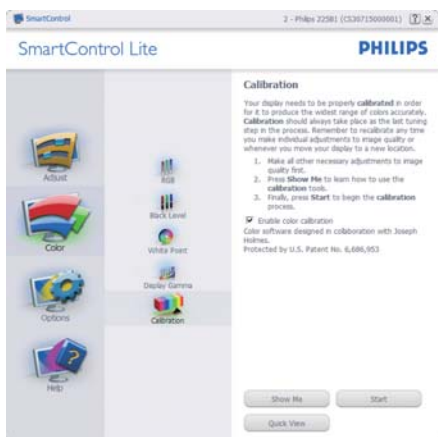 SmartControl
2 - Philips 225B1 (CS30715000001)
SmartControl Lite
PHILIPS
Adjust
Color
Options
Help
RGB
Black Level
White Point
Display Gamma
Calibration
Calibration
Your display needs to be properly calibrated in order
for it to produce the widest range of colors accurately.
Calibration should always take place as the last tuning
step in the process. Remember to recalibrate any time
you make individual adjustments to image quality or
whenever you move your display to a new location.
1. Make all other necessary adjustments to image
quality first.
2. Press Show Me to learn how to use the
calibration tools.
3. Finally, press Start to begin the calibration
process.
Enable color calibration
Color software designed in collaboration with Joseph
Holmes.
Protected by U.S. Patent No. 6,686,953
Show Me
Start
Quick View